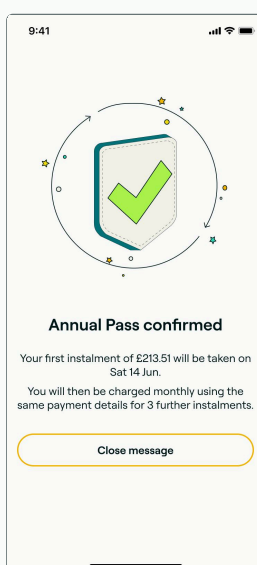 9:41
Annual Pass confirmed
Your first instalment of £213.51 will be taken on
Sat 14 Jun.
You will then be charged monthly using the
same payment details for 3 further instalments.
Close message